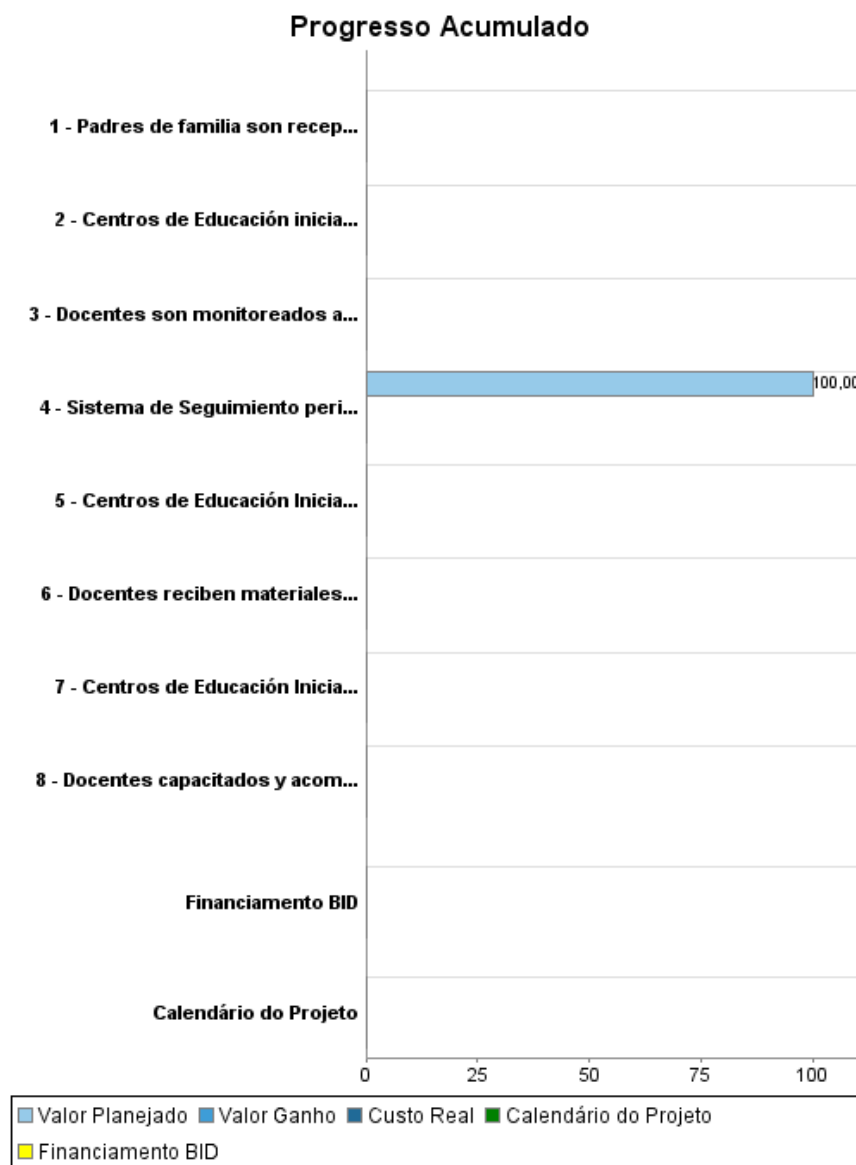 Progresso Acumulado
1 - Padres de familia son recep...
2 - Centros de Educación inicia...
3 - Docentes son monitoreados a...
100,00
4 - Sistema de Seguimiento peri...
5 - Centros de Educación Inicia...
6 - Docentes reciben materiales...
7 - Centros de Educación Inicia...
8 - Docentes capacitados y acom...
Financiamento BID
Calendário do Projeto
0 25 50 75 100
Valor Planejado Valor Ganho Custo Real Calendário do Projeto
Financiamento BID